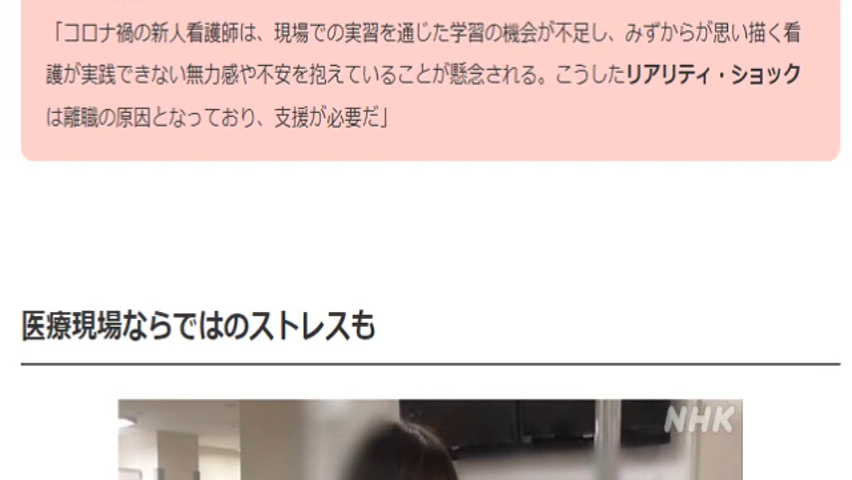 「コロナ禍の新人看護師は、現場での実習を通じた学習の機会が不足し、みずからが思い描く看
護が実践できない無力感や不安を抱えていることが懸念される。こうしたリアリティ・ショック
は離職の原因となっており、支援が必要だ」
医療現場ならではのストレスも
NHK